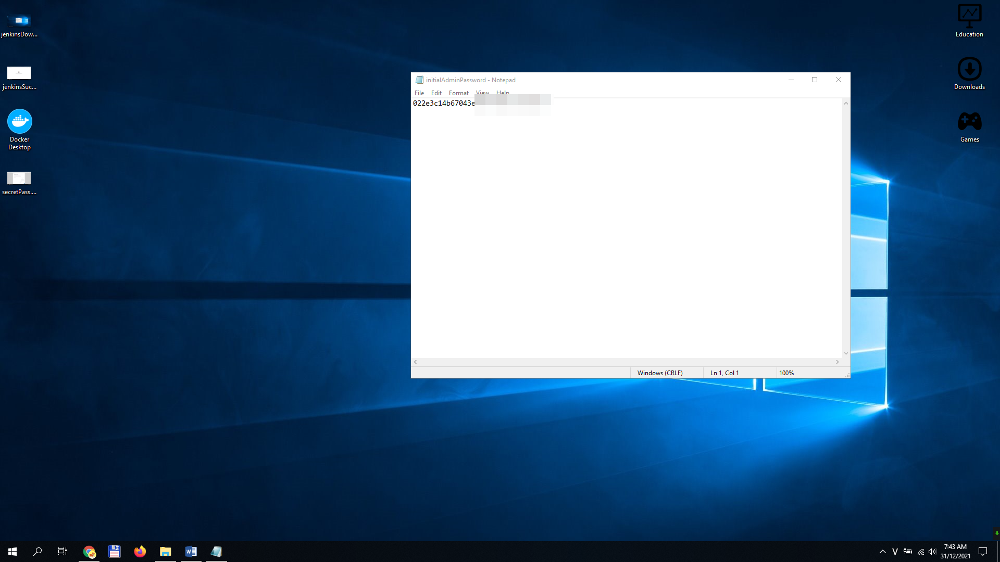 jenkinsDow...
jenkinsSuc...
Docker
Desktop
secretPass....
Education
Downloads
Games
initialAdminPassword - Notepad
File Edit Format View Help
022e3c14b67043e
Windows (CRLF) Ln 1, Col 1 100%
V
7:43 AM
31/12/2021